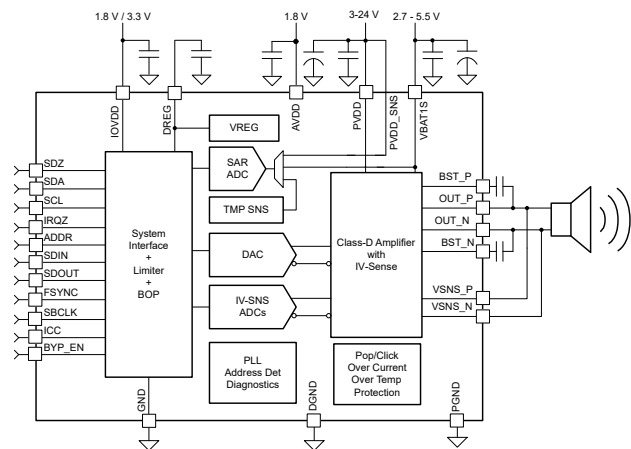 1.8 V / 3.3 V
1.8 V
3-24 V
2.7 - 5.5 V
IOVDD
DREG
AVDD
PVDD
PVDD_SNS
VBAT1S
VREG
SDZ
SDA
SCL
IRQZ
ADDR
SDIN
SDOUT
FSYNC
SBCLK
ICC
BYP_EN
System
Interface
+
Limiter
+
BOP
SAR
ADC
TMP SNS
DAC
IV-SNS
ADCs
Class-D Amplifier
with
IV-Sense
BST_P
OUT_P
OUT_N
BST_N
VSNS_P
VSNS_N
PLL
Address Det
Diagnostics
Pop/Click
Over Current
Over Temp
Protection
GND
DGND
PGND